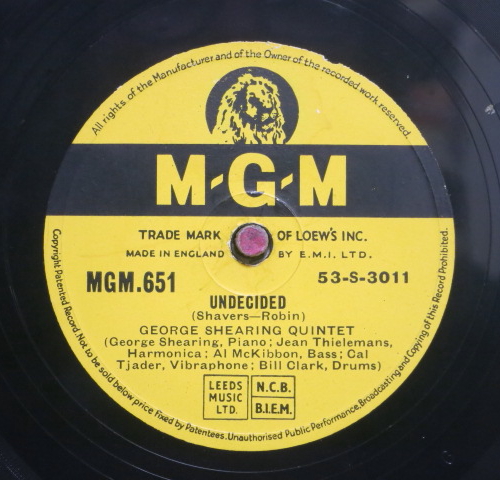 All rights of the Manufacturer and of the Owner of the recorded work reserved.
M-G-M
TRADE MARK OF LOEW'S INC.
MADE IN ENGLAND BY E.M.I. LTD.
MGM.651 53-S-3011
UNDECIDED
(Shavers—Robin)
GEORGE SHEARING QUINTET
(George Shearing, Piano; Jean Thielemans,
Harmonica; Al McKibbon, Bass; Cal
Tjader, Vibraphone; Bill Clark, Drums)
LEEDS
MUSIC
LTD.
N.C.B.
B.I.E.M.
Copyright Patented Record. Not to be sold below price fixed by Patentees. Unauthorised Public Performance, Broadcasting and Copying of this Record Prohibited.